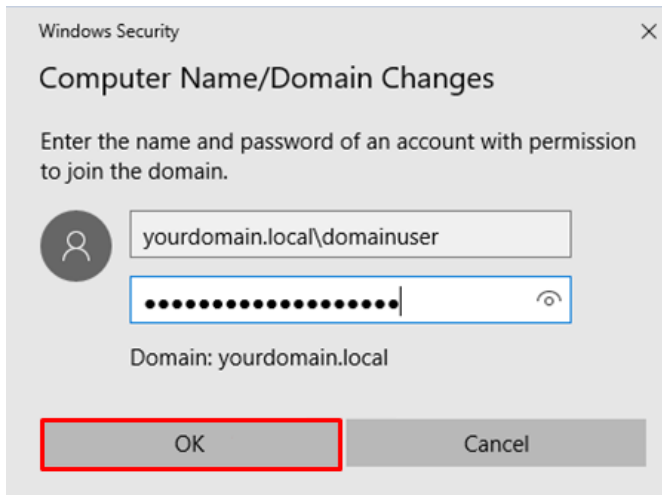 Windows Security
Computer Name/Domain Changes
Enter the name and password of an account with permission
to join the domain.
yourdomain.local\domainuser
●●●●●●●●●●●●●●●●●●●
Domain: yourdomain.local
OK
Cancel